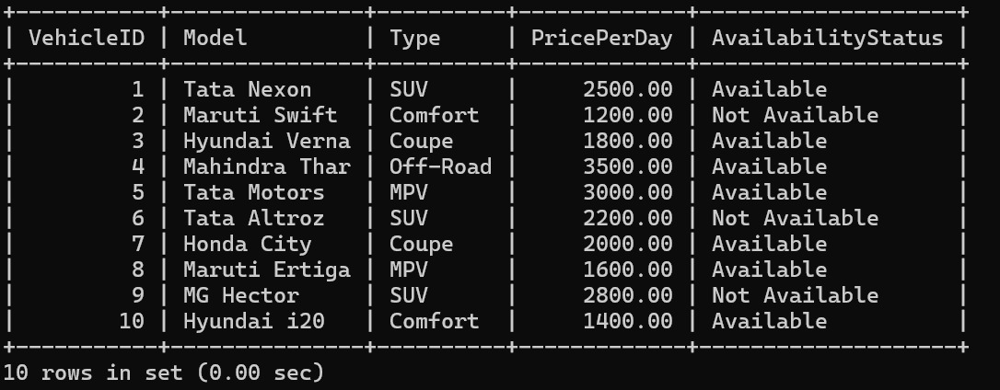 +-----------+---------------+----------+-------------+--------------------+
| VehicleID | Model         | Type     | PricePerDay | AvailabilityStatus |
+-----------+---------------+----------+-------------+--------------------+
|         1 | Tata Nexon    | SUV      |     2500.00 | Available          |
|         2 | Maruti Swift  | Comfort  |     1200.00 | Not Available      |
|         3 | Hyundai Verna | Coupe    |     1800.00 | Available          |
|         4 | Mahindra Thar | Off-Road |     3500.00 | Available          |
|         5 | Tata Motors   | MPV      |     3000.00 | Available          |
|         6 | Tata Altroz   | SUV      |     2200.00 | Not Available      |
|         7 | Honda City    | Coupe    |     2000.00 | Available          |
|         8 | Maruti Ertiga | MPV      |     1600.00 | Available          |
|         9 | MG Hector     | SUV      |     2800.00 | Not Available      |
|        10 | Hyundai i20   | Comfort  |     1400.00 | Available          |
+-----------+---------------+----------+-------------+--------------------+
10 rows in set (0.00 sec)